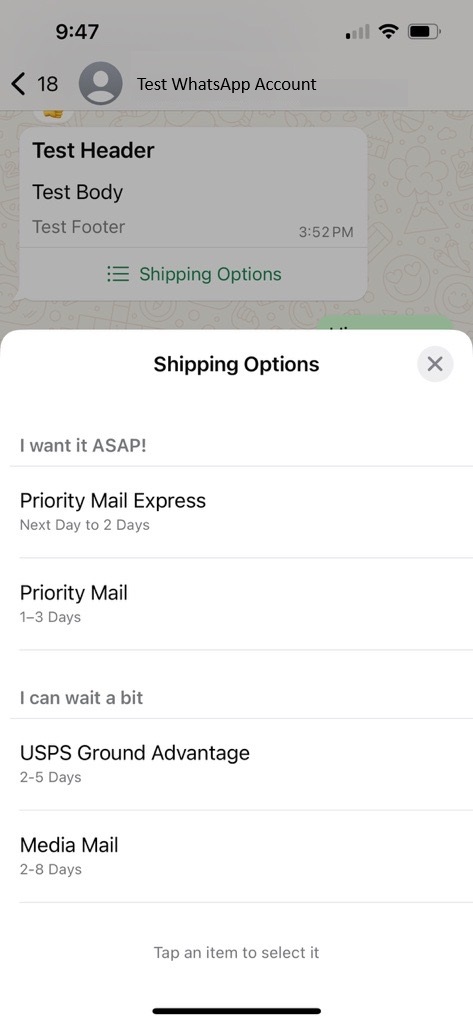 9:47
18
Test WhatsApp Account
Test Header
Test Body
Test Footer
3:52 PM
Shipping Options
Shipping Options
I want it ASAP!
Priority Mail Express
Next Day to 2 Days
Priority Mail
1–3 Days
I can wait a bit
USPS Ground Advantage
2-5 Days
Media Mail
2-8 Days
Tap an item to select it